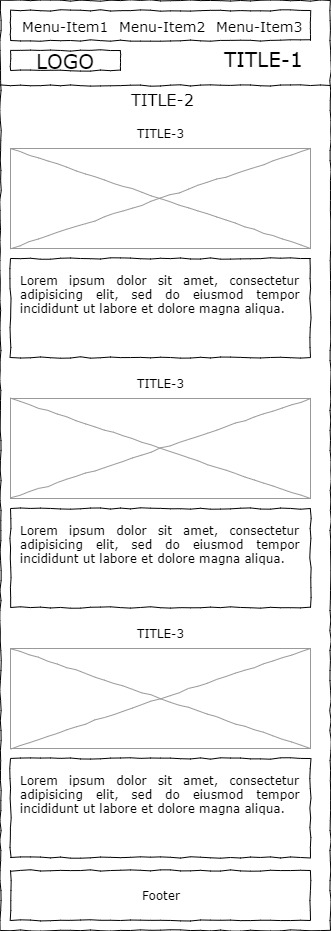 Menu-Item1 Menu-Item2 Menu-Item3
LOGO TITLE-1
TITLE-2
TITLE-3
Lorem ipsum dolor sit amet, consectetur
adipisicing elit, sed do eiusmod tempor
incididunt ut labore et dolore magna aliqua.
TITLE-3
Lorem ipsum dolor sit amet, consectetur
adipisicing elit, sed do eiusmod tempor
incididunt ut labore et dolore magna aliqua.
TITLE-3
Lorem ipsum dolor sit amet, consectetur
adipisicing elit, sed do eiusmod tempor
incididunt ut labore et dolore magna aliqua.
Footer